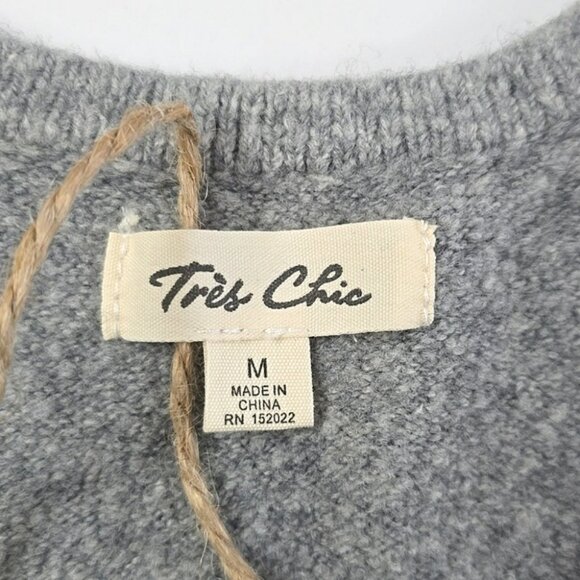 Très Chic
M
MADE IN
CHINA
RN 152022